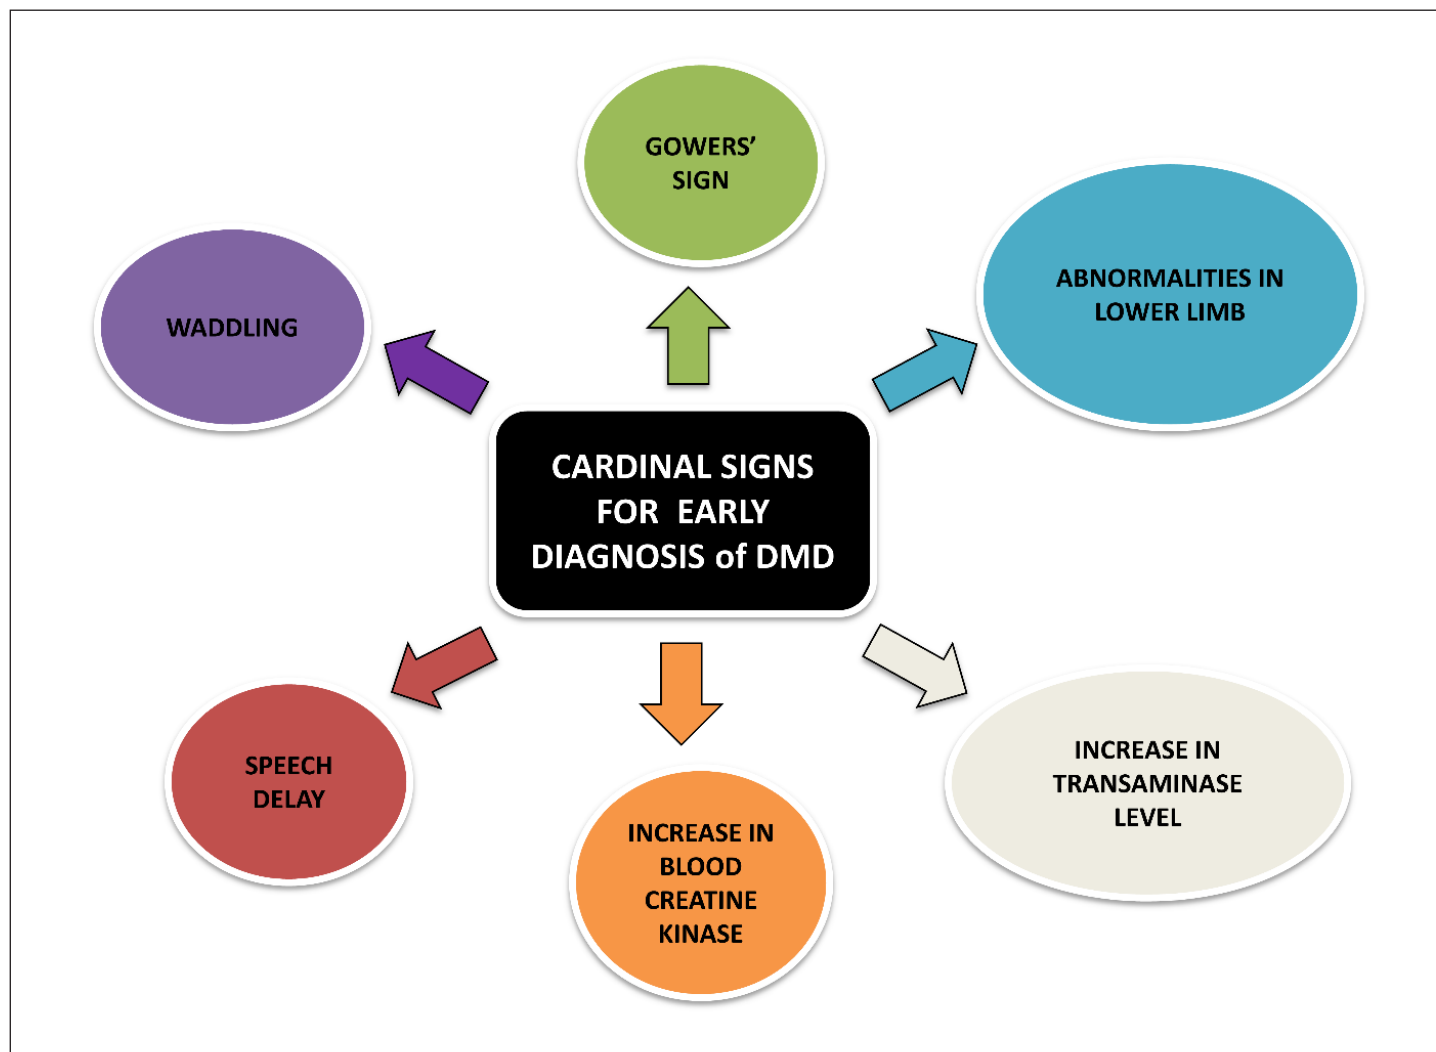 GOWERS'
SIGN
ABNORMALITIES IN
LOWER LIMB
WADDLING
CARDINAL SIGNS
FOR EARLY
DIAGNOSIS of DMD
SPEECH
DELAY
INCREASE IN
TRANSAMINASE
LEVEL
INCREASE IN
BLOOD
CREATINE
KINASE